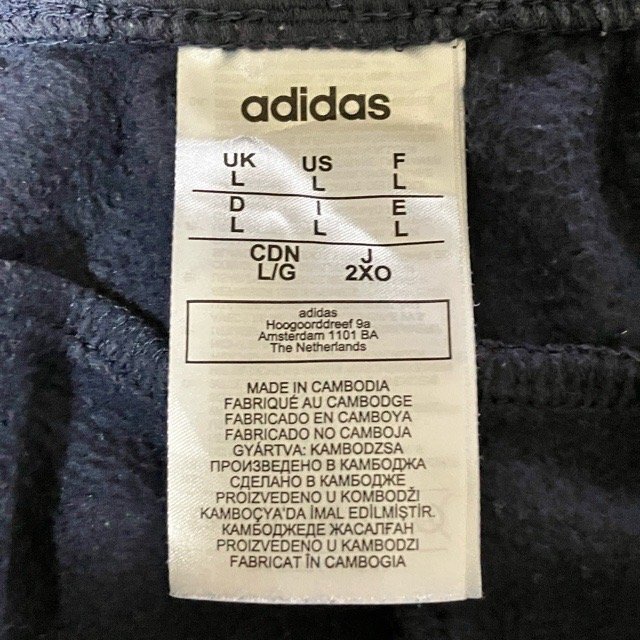 adidas
UK US F
L L L
D I E
L L L
CDN J
L/G 2XO
adidas
Hoogoorddreef 9a
Amsterdam 1101 BA
The Netherlands
MADE IN CAMBODIA
FABRIQUÉ AU CAMBODGE
FABRICADO EN CAMBOYA
FABRICADO NO CAMBOJA
GYÁRTVA: KAMBODZSA
ПРОИЗВЕДЕНО В КАМБОДЖА
СДЕЛАНО В КАМБОДЖЕ
PROIZVEDENO U KOMBODŽI
KAMBOÇYA'DA İMAL EDİLMİŞTİR.
КАМБОДЖЕДЕ ЖАСАЛҒАН
PROIZVEDENO U KAMBODZI
FABRICAT ÎN CAMBOGIA